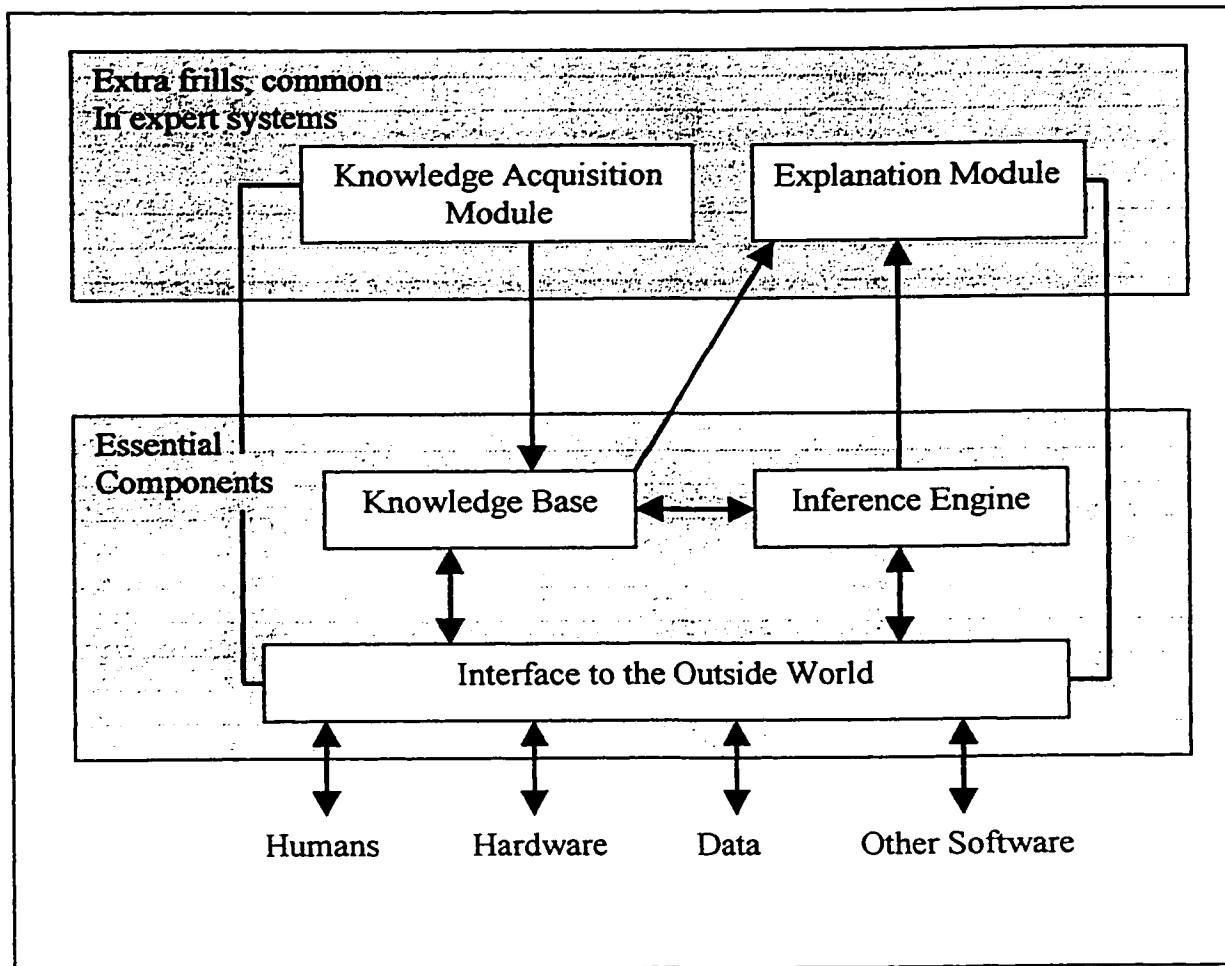 Extra frills, common
In expert systems
Knowledge Acquisition
Module
Explanation Module
Essential
Components
Knowledge Base
Inference Engine
Interface to the Outside World
Humans
Hardware
Data
Other Software